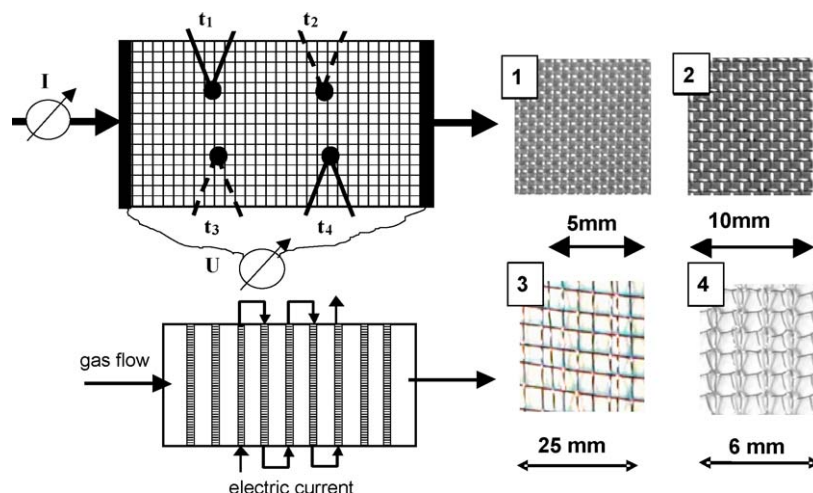 t1
t2
I
t3
t4
U
gas flow
electric current
1
2
5mm
10mm
3
4
25 mm
6 mm